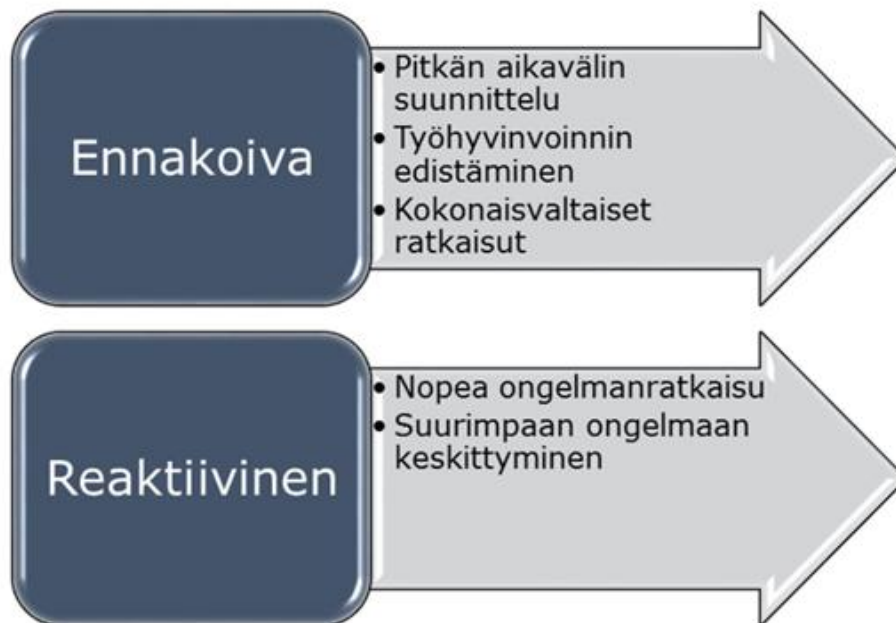 Ennakoiva
• Pitkän aikavälin
suunnittelu
• Työhyvinvoinnin
edistäminen
• Kokonaisvaltaiset
ratkaisut
Reaktiivinen
• Nopea ongelmanratkaisu
• Suurimpaan ongelmaan
keskittyminen